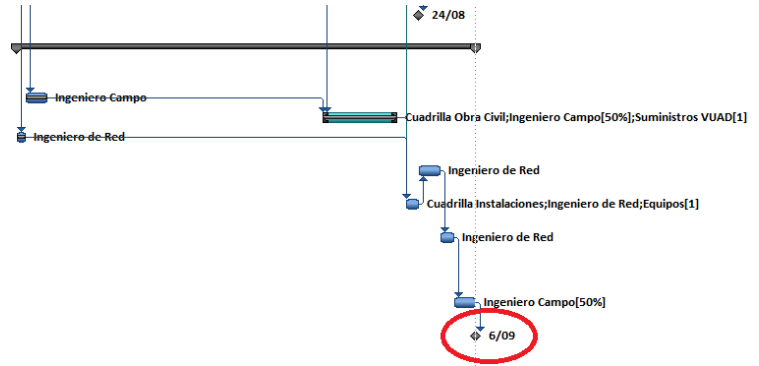 24/08
Ingeniero Campo
Cuadrilla Obra Civil;Ingeniero Campo[50%];Suministros VUAD[1]
Ingeniero de Red
Ingeniero de Red
Cuadrilla Instalaciones;Ingeniero de Red;Equipos[1]
Ingeniero de Red
Ingeniero Campo[50%]
6/09